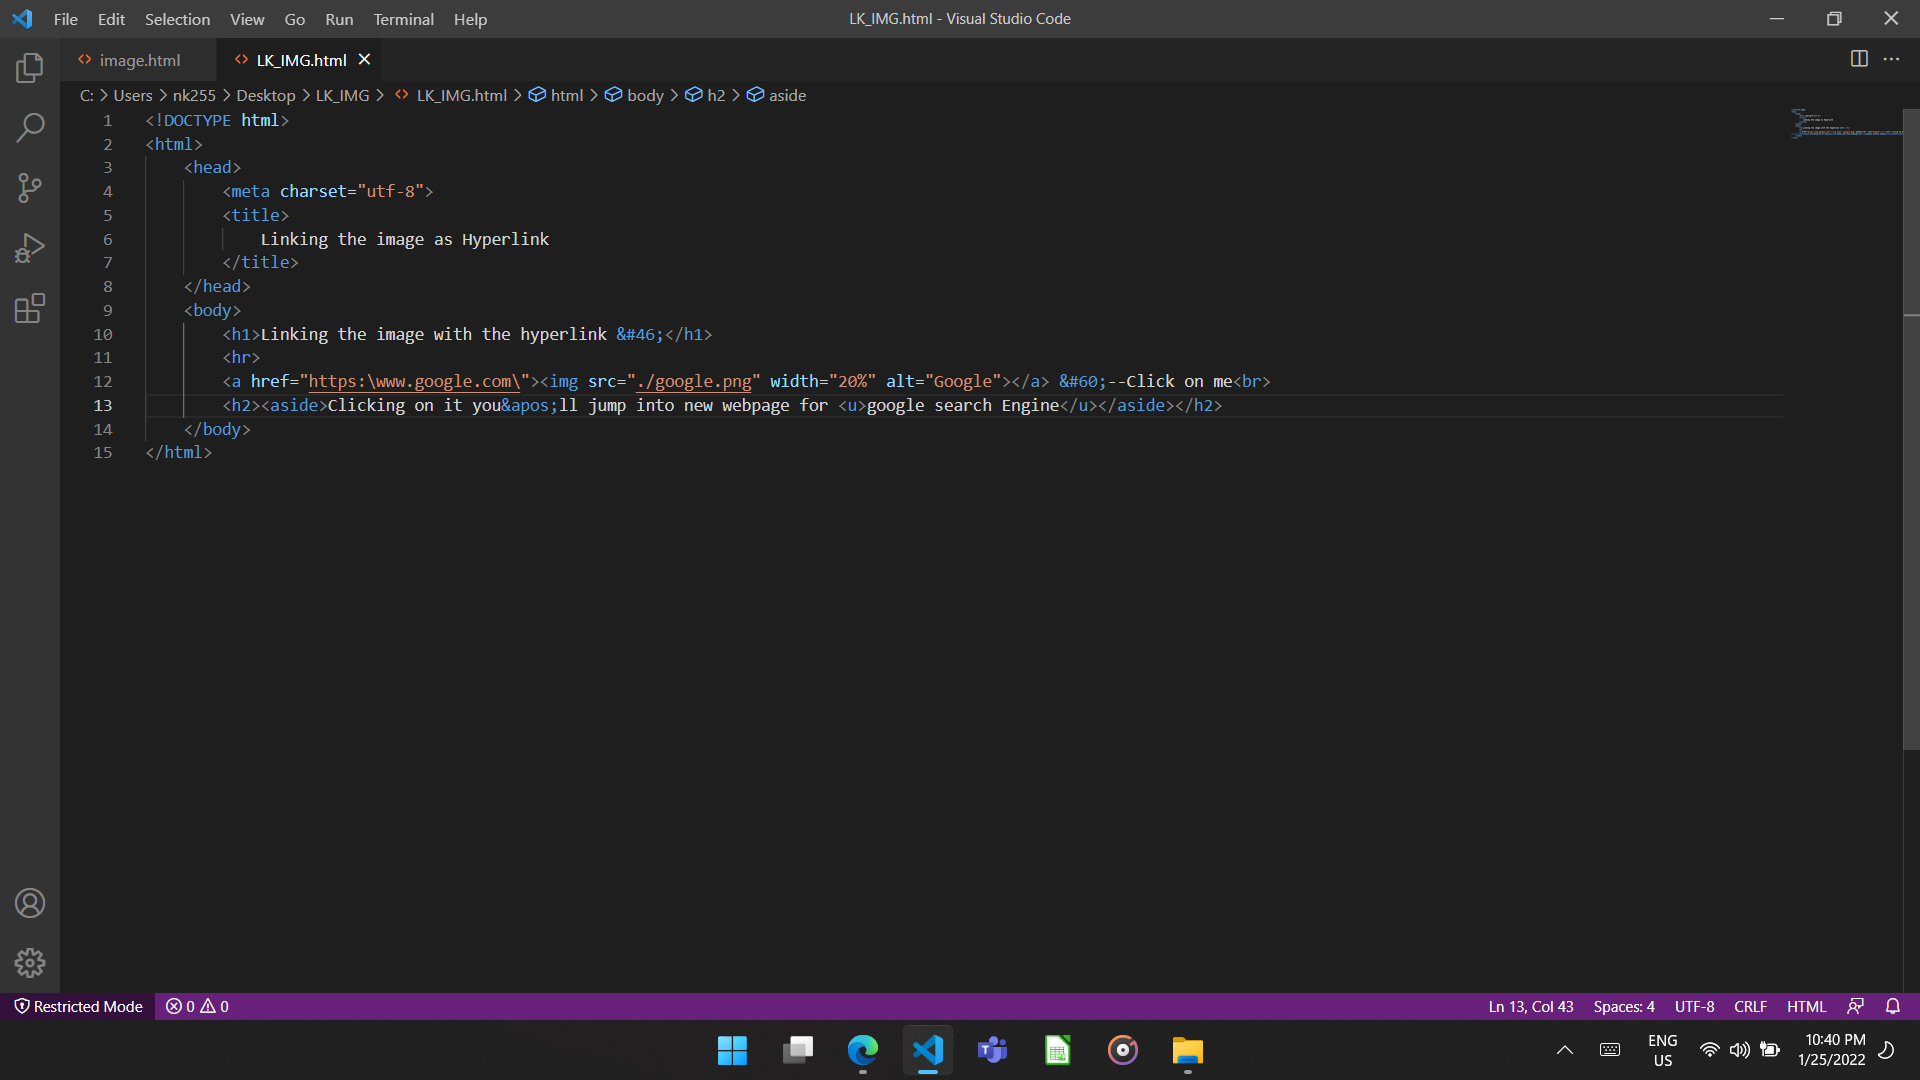 File Edit Selection View Go Run Terminal Help
LK_IMG.html - Visual Studio Code
image.html
LK_IMG.html
C: > Users > nk255 > Desktop > LK_IMG > LK_IMG.html > html > body > h2 > aside
1 <!DOCTYPE html>
2 <html>
3 <head>
4 <meta charset="utf-8">
5 <title>
6 Linking the image as Hyperlink
7 </title>
8 </head>
9 <body>
10 <h1>Linking the image with the hyperlink &#46;</h1>
11 <hr>
12 <a href="https:\www.google.com\"><img src="./google.png" width="20%" alt="Google"></a> &#60;--Click on me<br>
13 <h2><aside>Clicking on it you&apos;ll jump into new webpage for <u>google search Engine</u></aside></h2>
14 </body>
15 </html>
Restricted Mode 0 0
Ln 13, Col 43 Spaces: 4 UTF-8 CRLF HTML
ENG
US
10:40 PM
1/25/2022